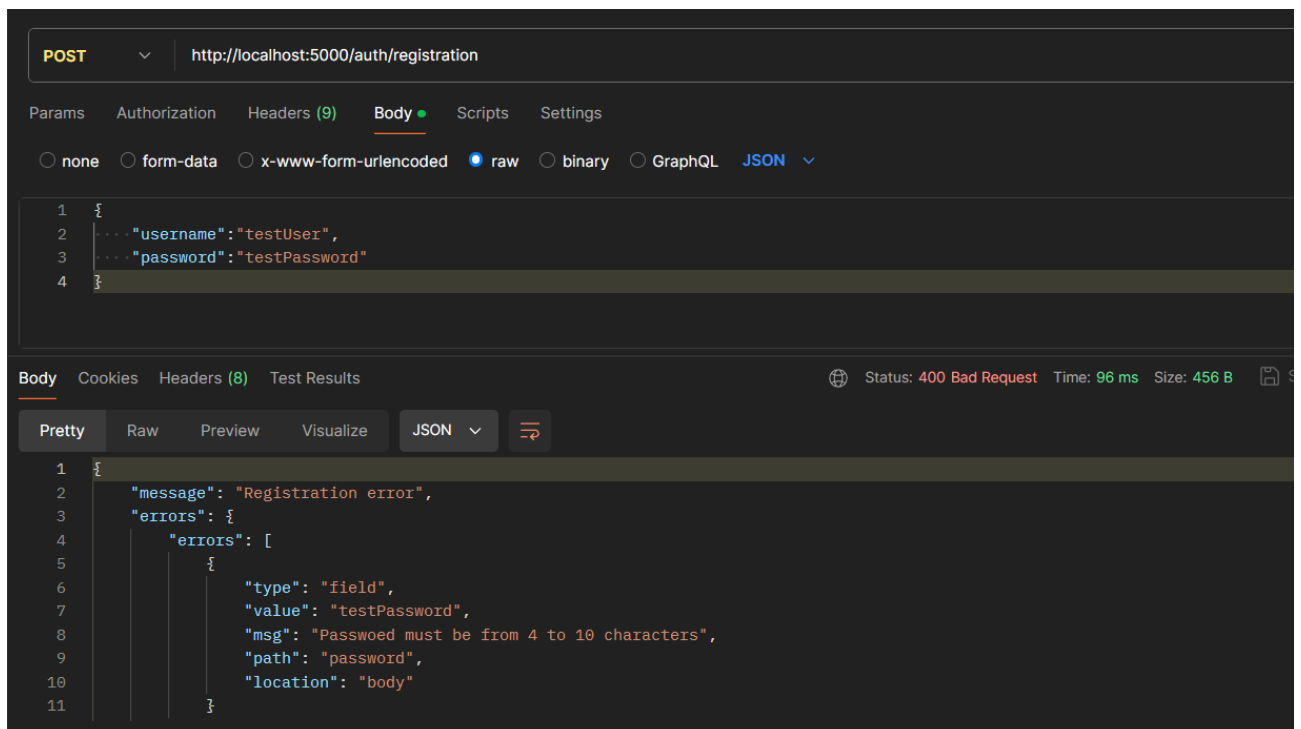 POST http://localhost:5000/auth/registration
Params Authorization Headers (9) Body Scripts Settings
none form-data x-www-form-urlencoded raw binary GraphQL JSON
1 {
2 "username":"testUser",
3 "password":"testPassword"
4 }
Body Cookies Headers (8) Test Results Status: 400 Bad Request Time: 96 ms Size: 456 B S
Pretty Raw Preview Visualize JSON
1 {
2 "message": "Registration error",
3 "errors": {
4 "errors": [
5 {
6 "type": "field",
7 "value": "testPassword",
8 "msg": "Passwoed must be from 4 to 10 characters",
9 "path": "password",
10 "location": "body"
11 }